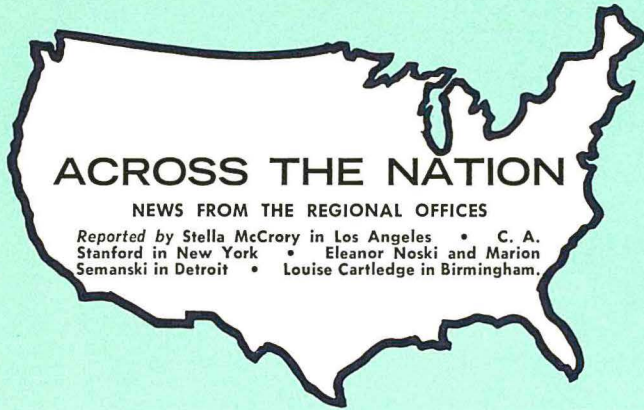 ACROSS THE NATION
NEWS FROM THE REGIONAL OFFICES
Reported by Stella McCrory in Los Angeles • C. A.
Stanford in New York • Eleanor Noski and Marion
Semanski in Detroit • Louise Cartledge in Birmingham.